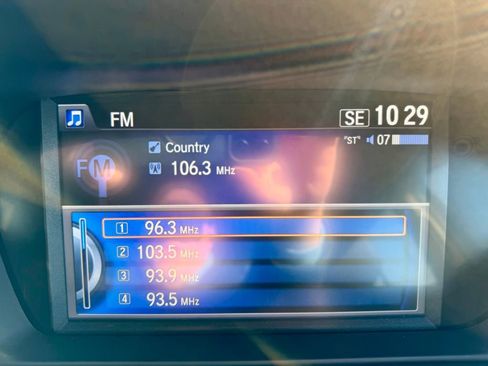 FM SE 10 29
Country "ST" 07
FM 106.3 MHz
1 96.3 MHz
2 103.5 MHz
3 93.9 MHz
4 93.5 MHz